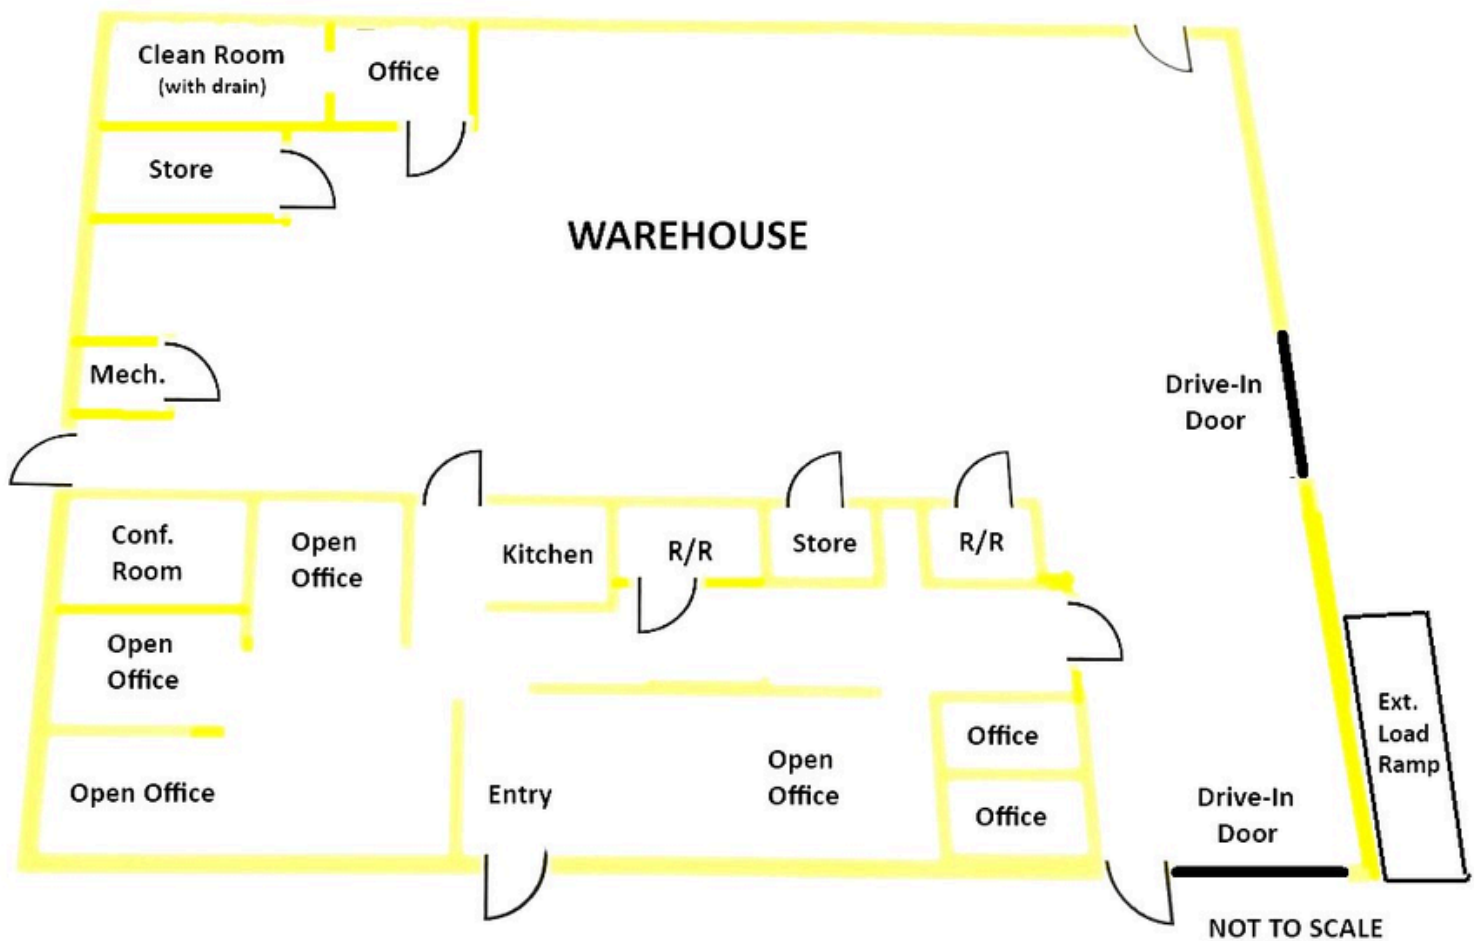 Clean Room
(with drain)
Office
Store
WAREHOUSE
Mech.
Drive-In
Door
Conf.
Room
Open
Office
Kitchen
R/R
Store
R/R
Open
Office
Open Office
Entry
Open
Office
Office
Office
Drive-In
Door
Ext.
Load
Ramp
NOT TO SCALE